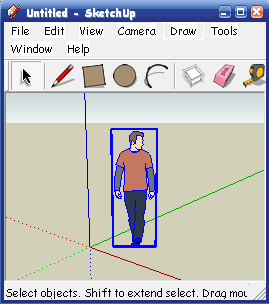 Untitled - SketchUp
File Edit View Camera Draw Tools
Window Help
Select objects. Shift to extend select. Drag mou